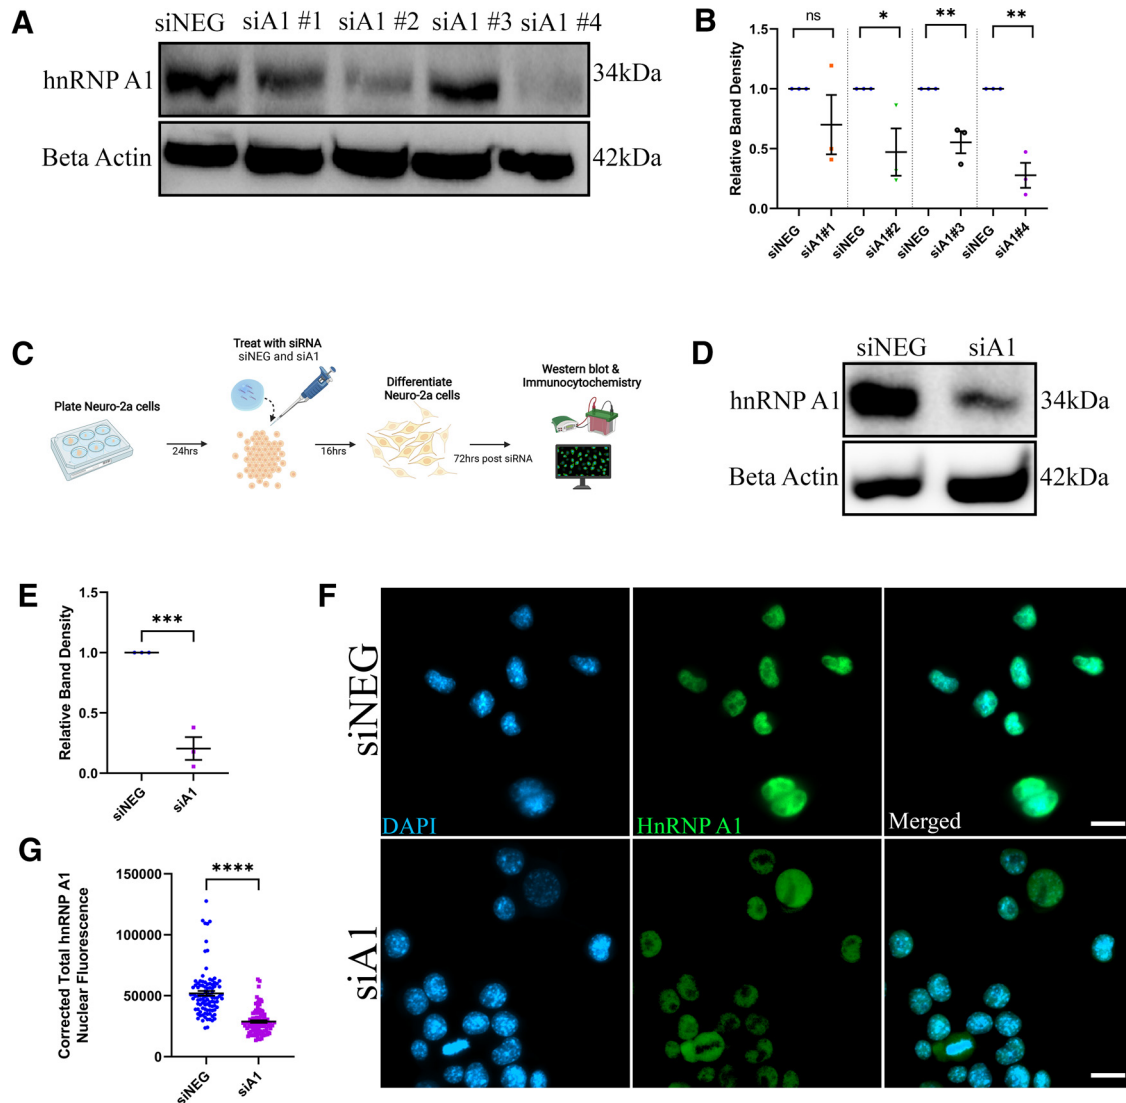 A
siNEG siA1 #1 siA1 #2 siA1 #3 siA1 #4
hnRNP A1
34kDa
Beta Actin
42kDa
B
Relative Band Density
1.5
1.0
0.5
0.0
ns
*
**
**
siNEG
siA1#1
siNEG
siA1#2
siNEG
siA1#3
siNEG
siA1#4
C
Plate Neuro-2a cells
24hrs
Treat with siRNA
siNEG and siA1
16hrs
Differentiate
Neuro-2a cells
72hrs post siRNA
Western blot &
Immunocytochemistry
D
siNEG siA1
hnRNP A1
34kDa
Beta Actin
42kDa
E
Relative Band Density
1.5
1.0
0.5
0.0
***
siNEG
siA1
F
siNEG
DAPI
HnRNP A1
Merged
siA1
G
Corrected Total hnRNP A1
Nuclear Fluorescence
150000
100000
50000
0
****
siNEG
siA1